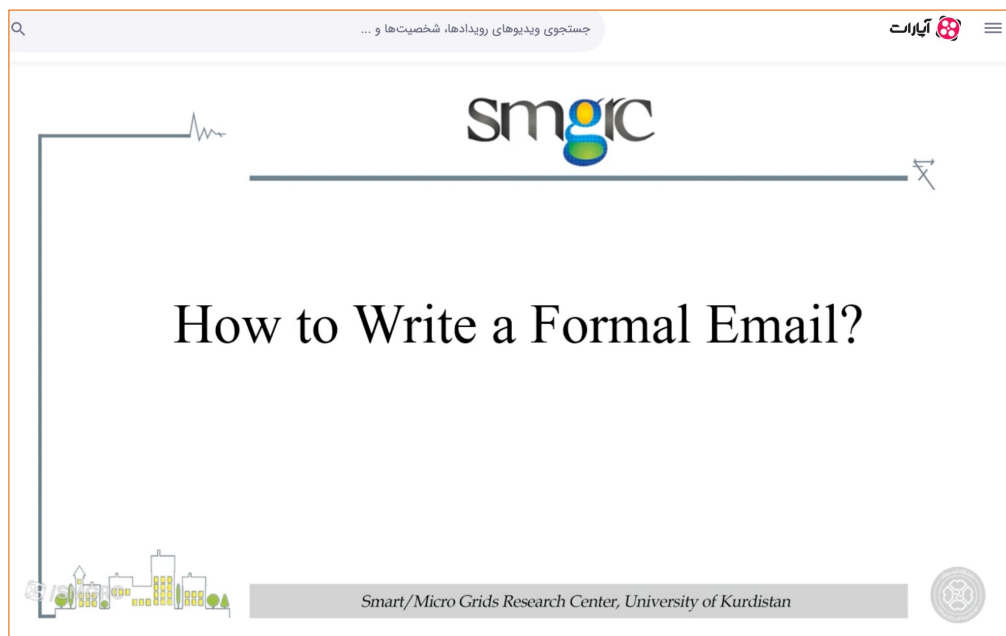 آپارات
جستجوی ویدیوهای رویدادها، شخصیت‌ها و ...
smgrc
How to Write a Formal Email?
/SMGRC
Smart/Micro Grids Research Center, University of Kurdistan